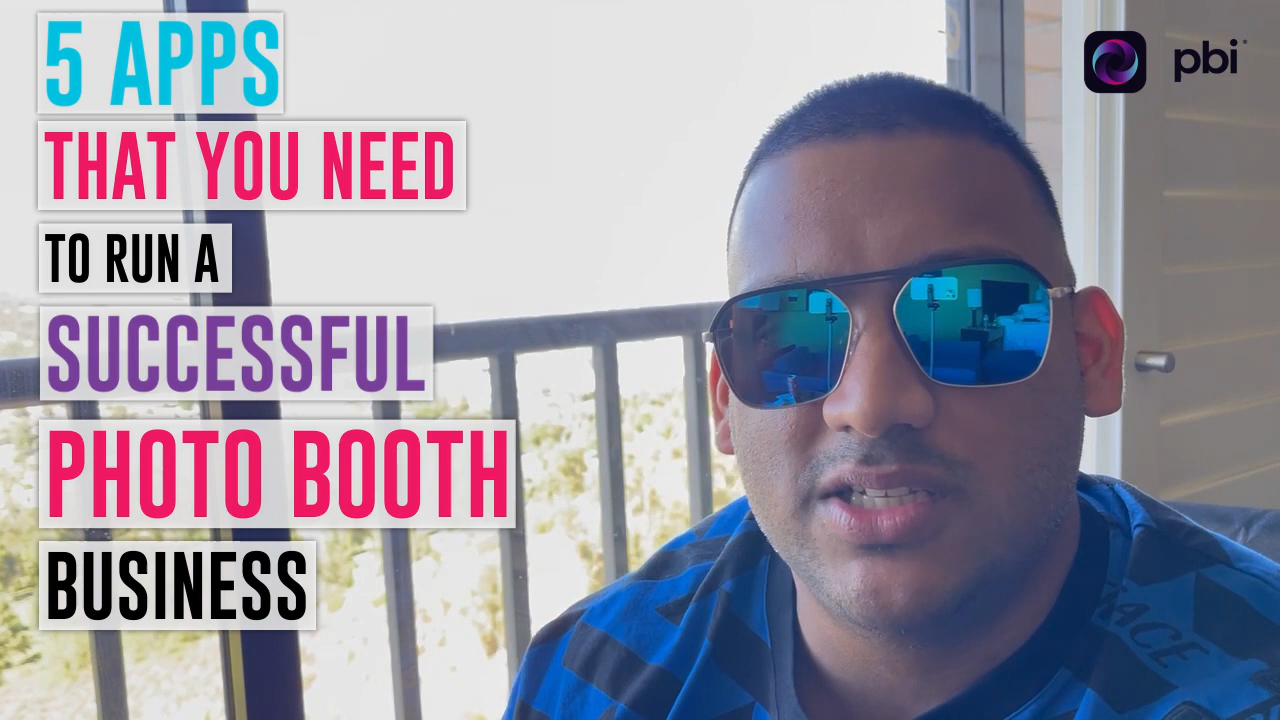 5 APPS
THAT YOU NEED
TO RUN A
SUCCESSFUL
PHOTO BOOTH
BUSINESS
pbi